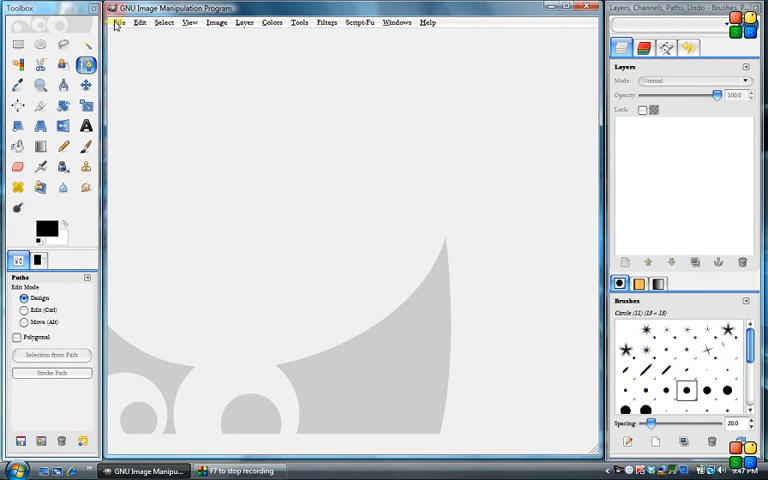 Toolbox
GNU Image Manipulation Program
Layers, Channels, Paths, Undo - Brushes, P
File Edit Select View Image Layer Colors Tools Filters Script-Fu Windows Help
Layers
Mode: Normal
Opacity: 100.0
Lock:
Paths
Edit Mode
Design
Edit (Ctrl)
Move (Alt)
Polygonal
Selection from Path
Stroke Path
Brushes
Circle (11) (13 × 13)
Spacing: 20.0
GNU Image Manipu...
F7 to stop recording
9:47 PM